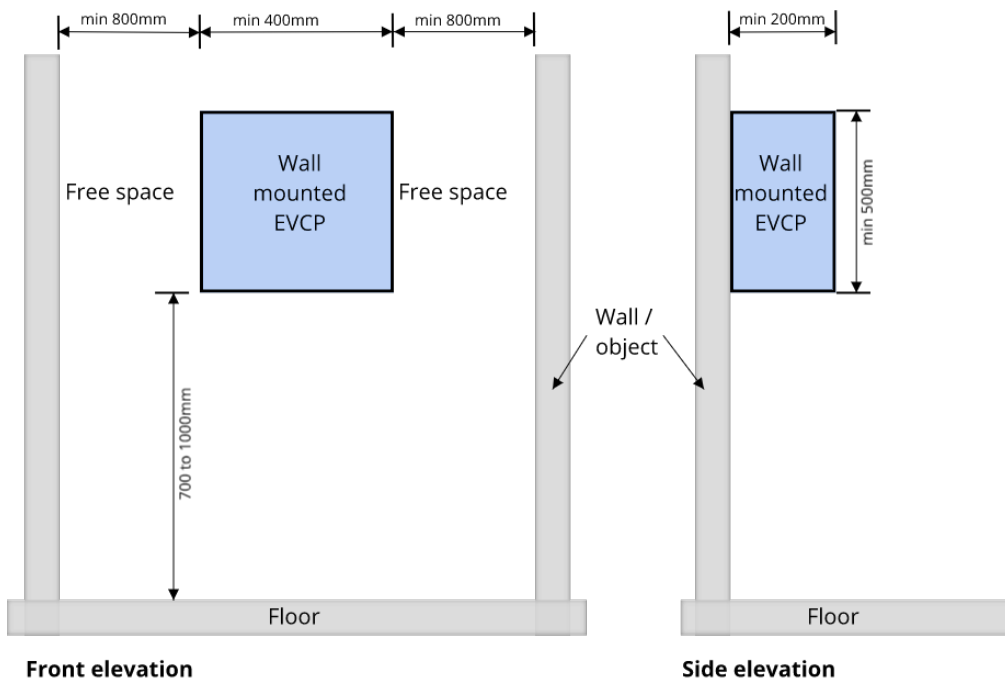 min 800mm
min 400mm
min 800mm
min 200mm
Wall
mounted
EVCP
Free space
Free space
Wall
mounted
EVCP
min 500mm
Wall /
object
700 to 1000mm
Floor
Floor
Front elevation
Side elevation